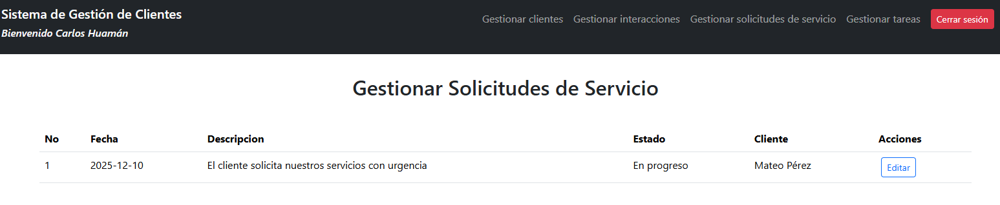 Sistema de Gestión de Clientes
Bienvenido Carlos Huamán
Gestionar clientes Gestionar interacciones Gestionar solicitudes de servicio Gestionar tareas Cerrar sesión
Gestionar Solicitudes de Servicio
No Fecha Descripcion Estado Cliente Acciones
1 2025-12-10 El cliente solicita nuestros servicios con urgencia En progreso Mateo Pérez Editar